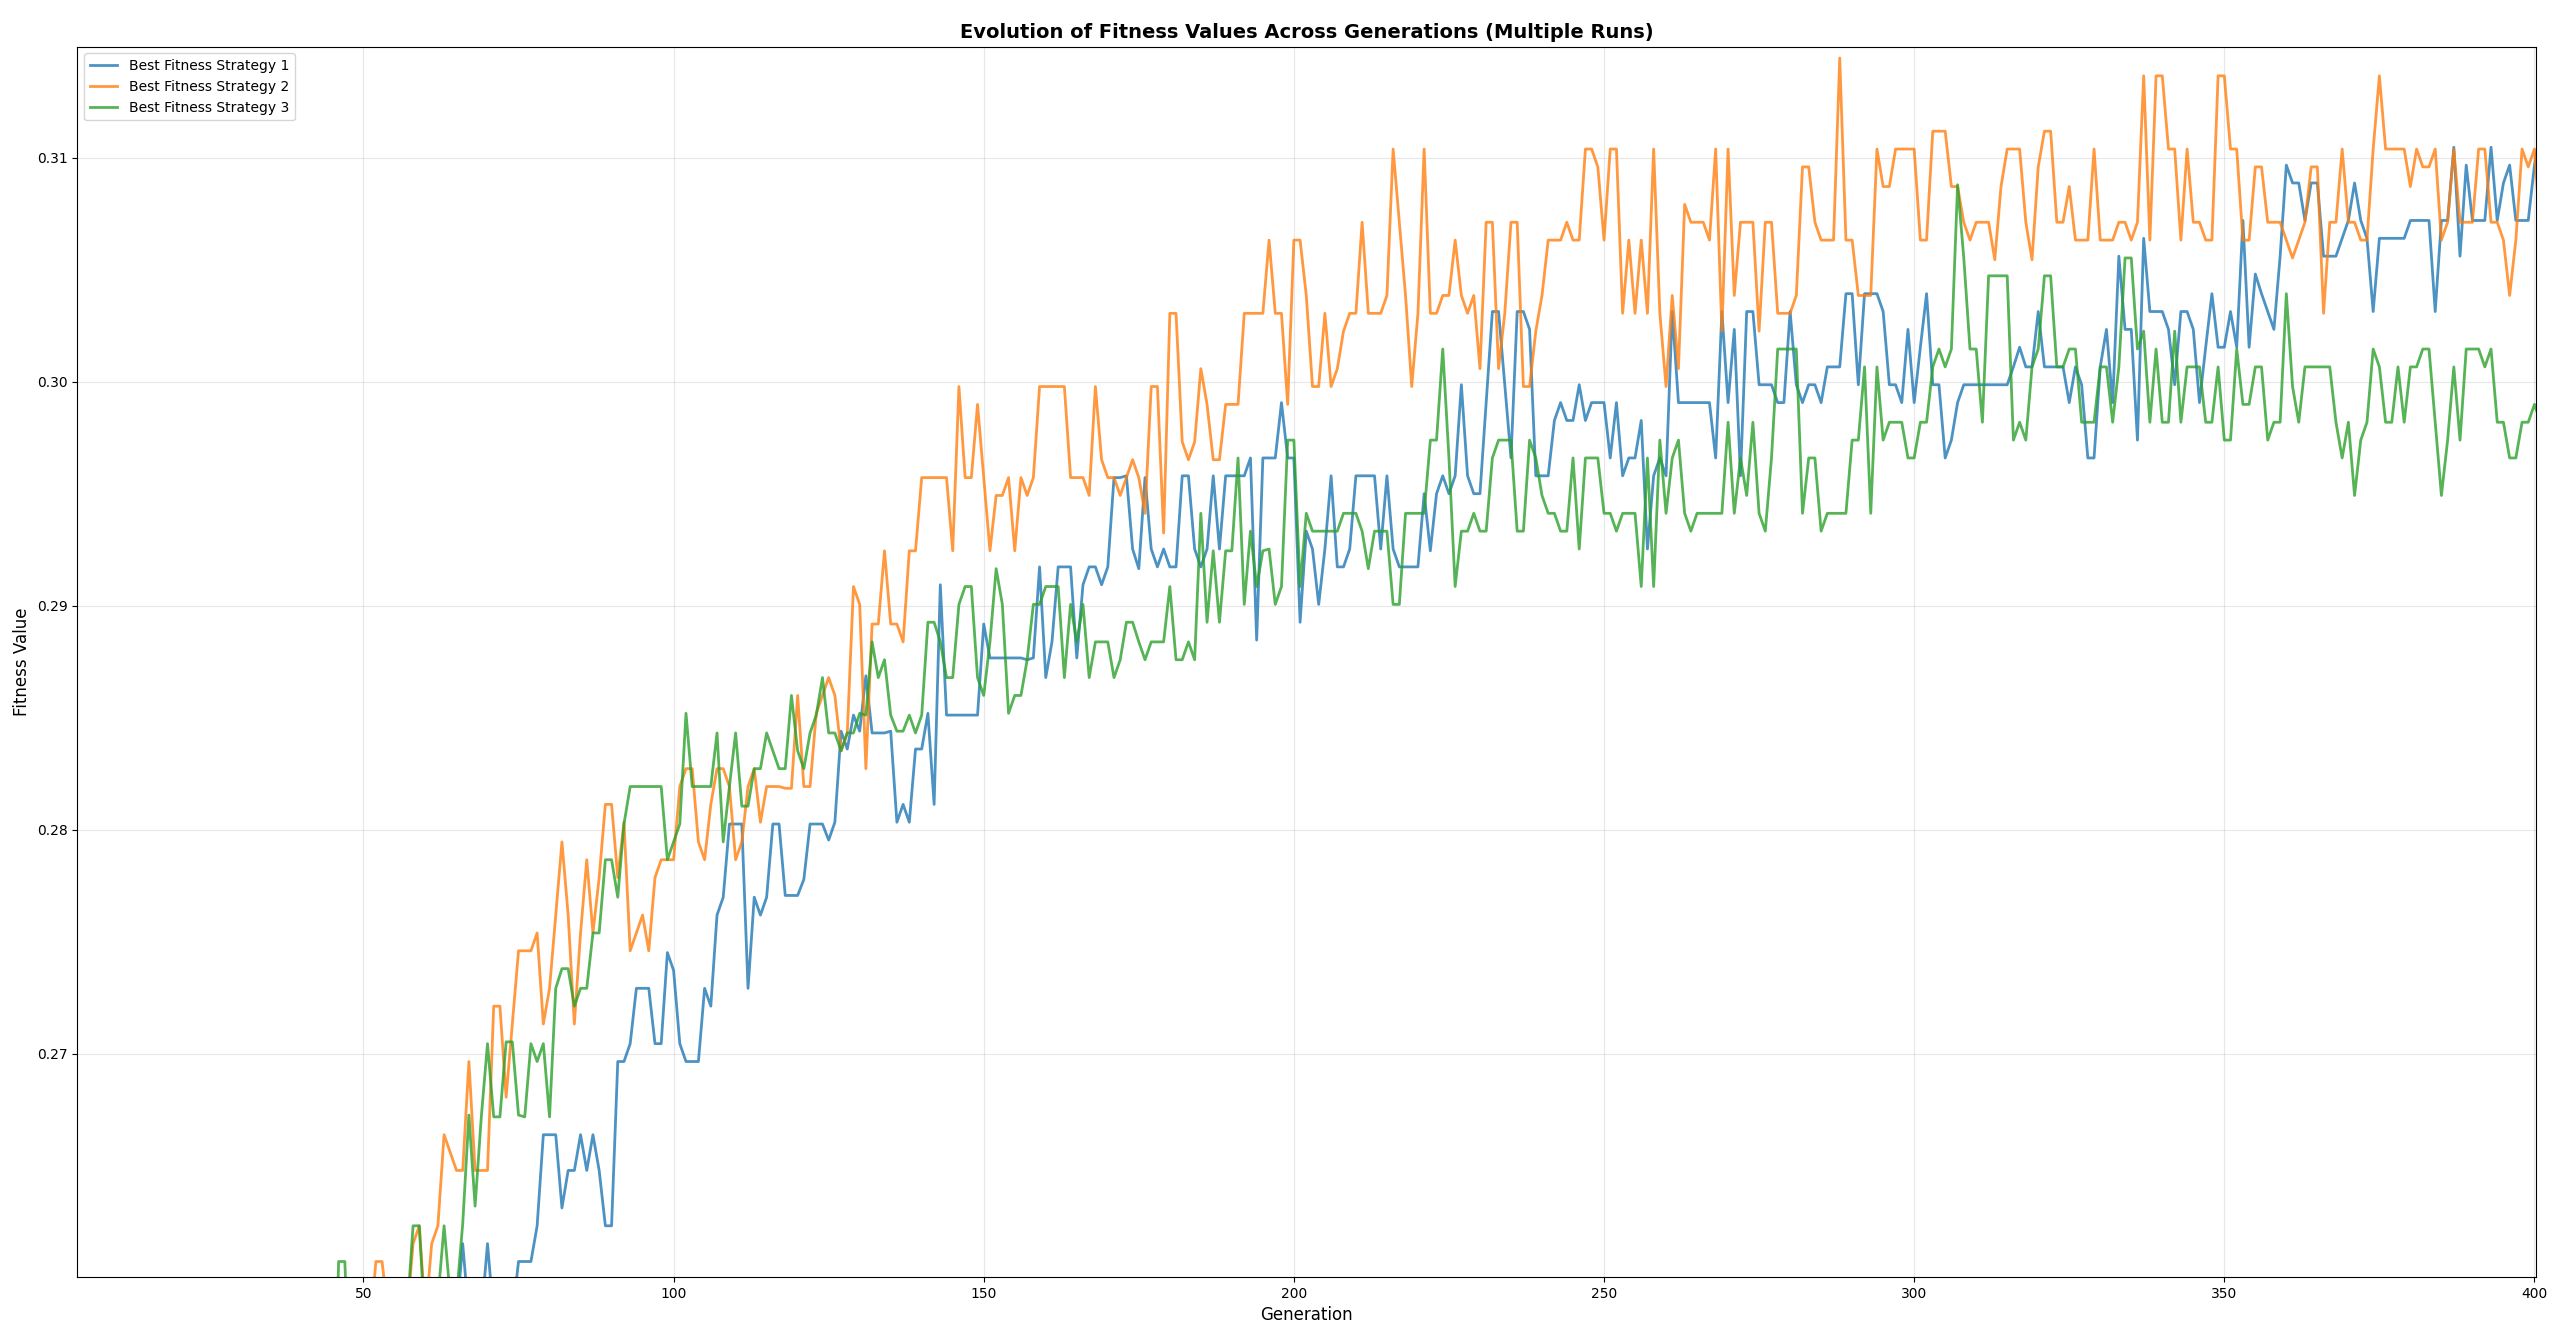 Evolution of Fitness Values Across Generations (Multiple Runs)
Best Fitness Strategy 1
Best Fitness Strategy 2
Best Fitness Strategy 3
0.31
0.30
0.29
0.28
0.27
Fitness Value
50
100
150
200
250
300
350
400
Generation